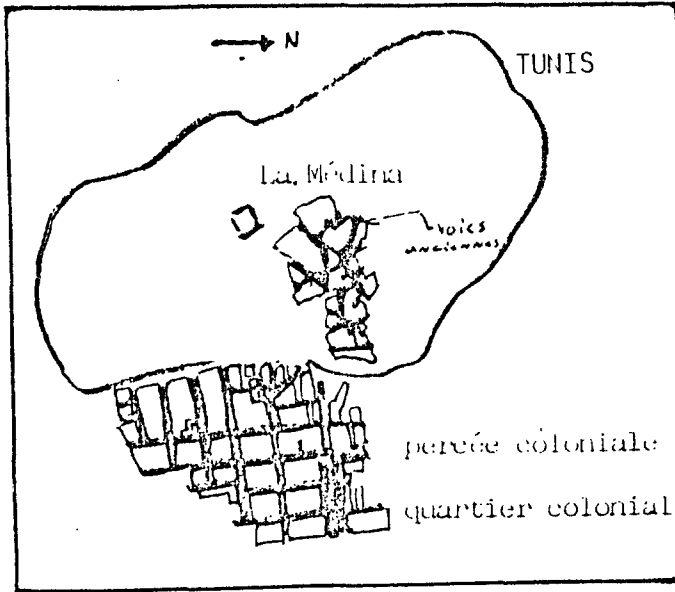 N
TUNIS
La Médina
voies
anciennes
percée coloniale
quartier colonial